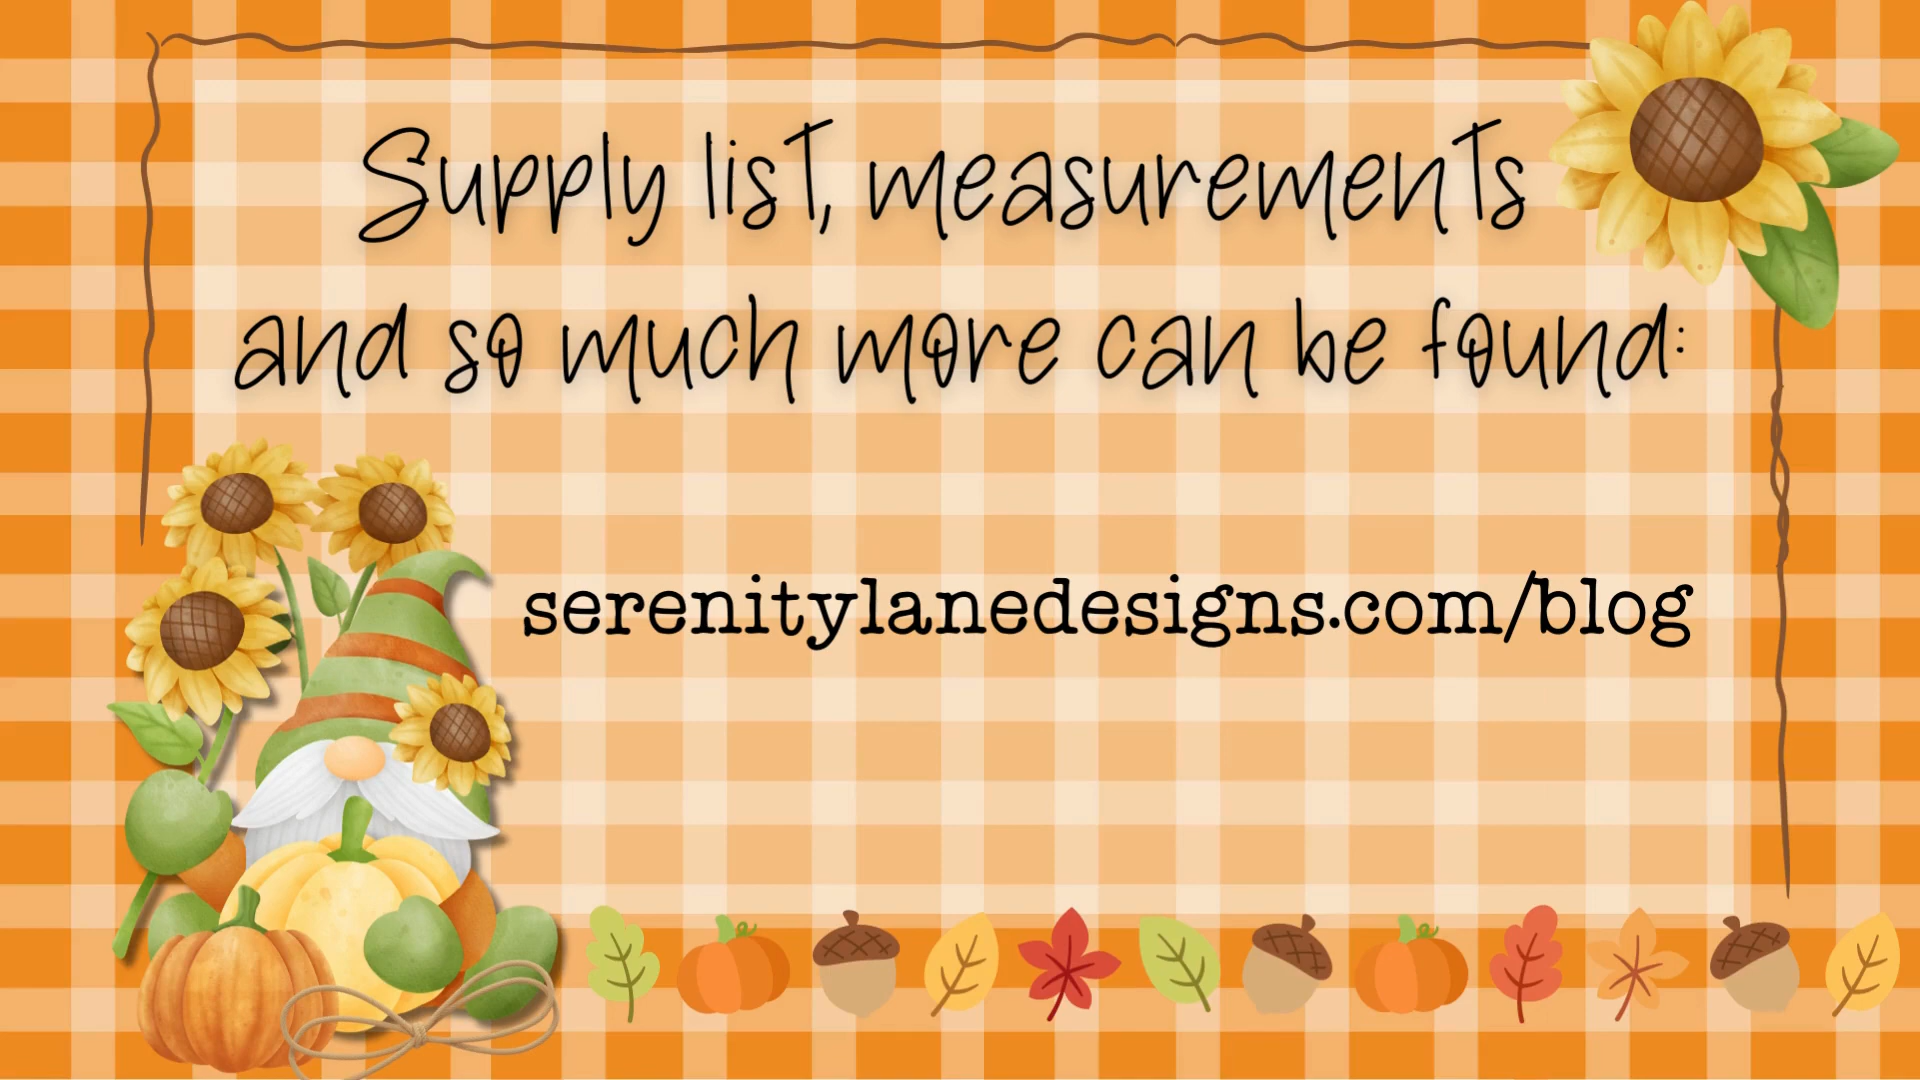 Supply list, measurements
and so much more can be found:
serenitylanedesigns.com/blog